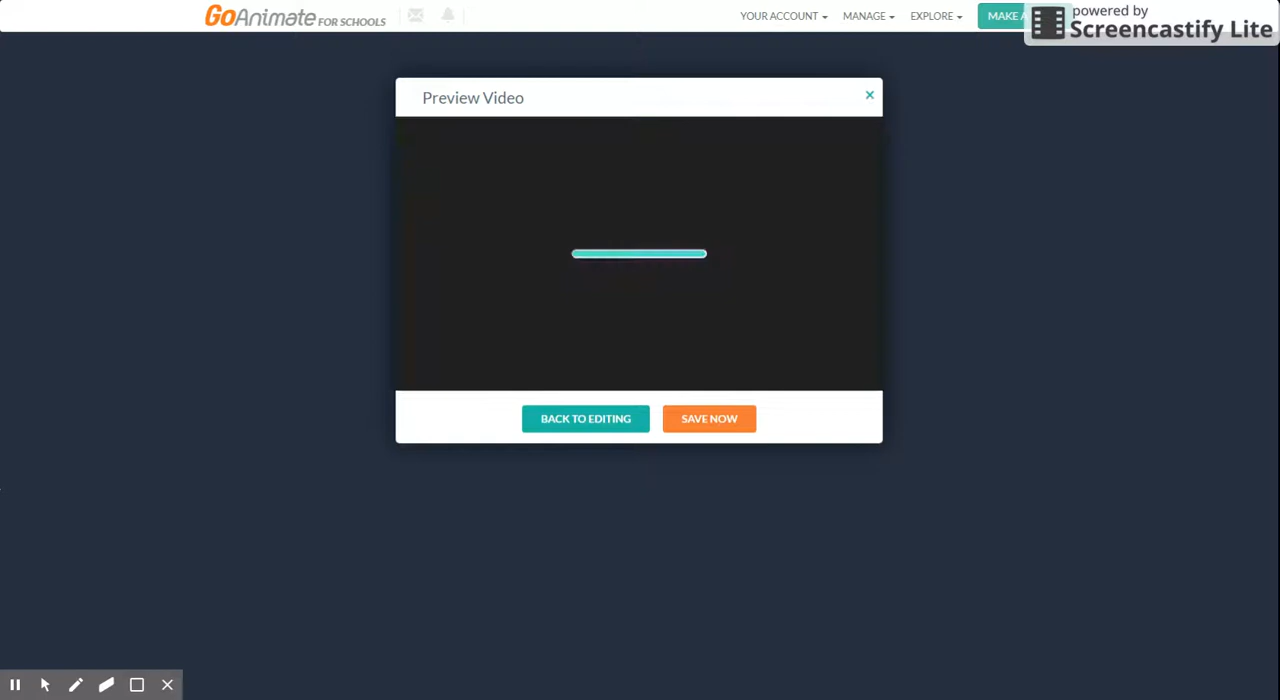 GoAnimate FOR SCHOOLS
YOUR ACCOUNT
MANAGE
EXPLORE
MAKE A
powered by
Screencastify Lite
Preview Video
BACK TO EDITING
SAVE NOW